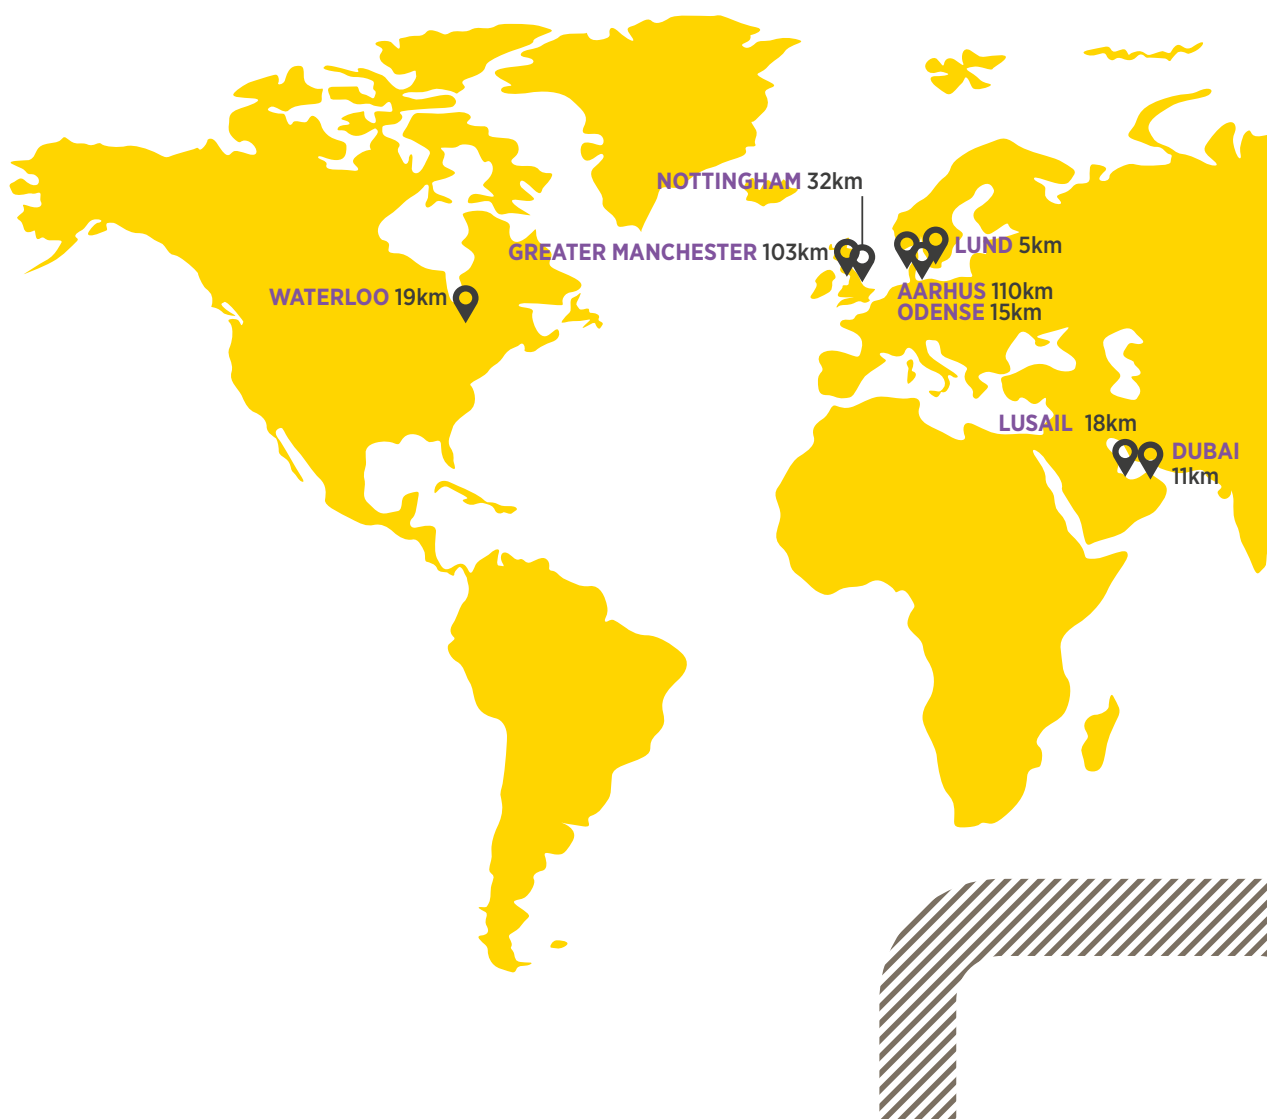 NOTTINGHAM 32km
GREATER MANCHESTER 103km
LUND 5km
WATERLOO 19km
AARHUS 110km
ODENSE 15km
LUSAIL 18km
DUBAI
11km